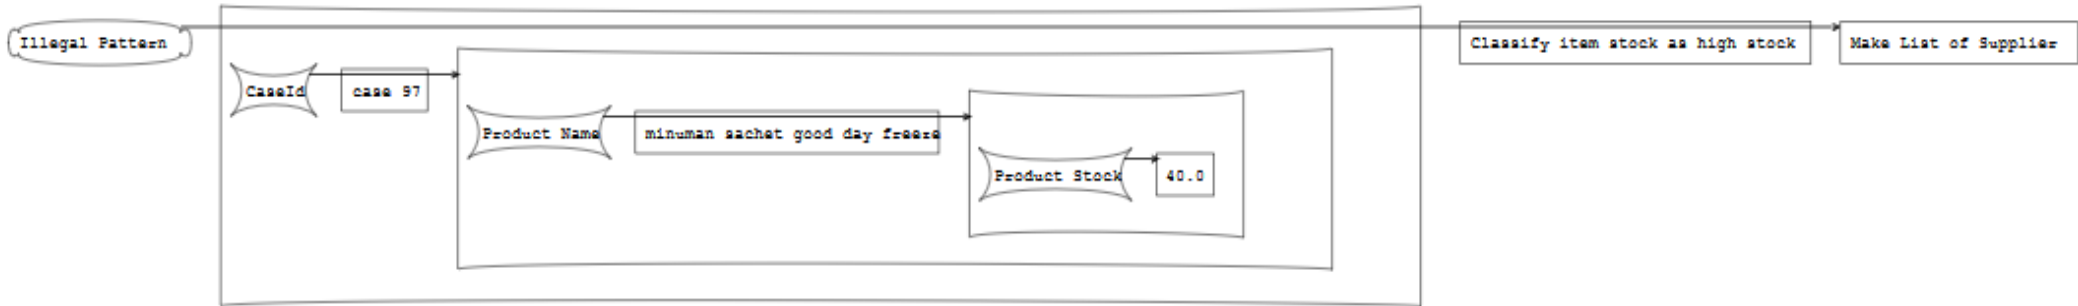 Illegal Pattern
Classify item stock as high stock
Make List of Supplier
CaseId
case 97
Product Name
minuman sachet good day freeze
Product Stock
40.0